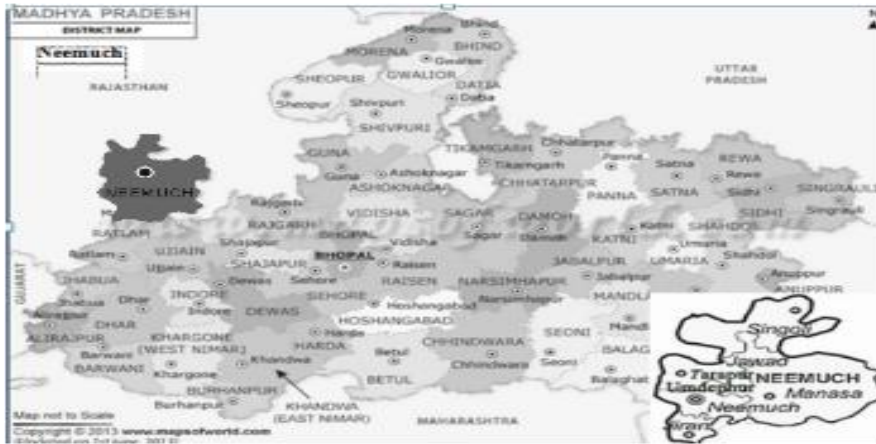 MADHYA PRADESH
DISTRICT MAP
Neemuch
RAJASTHAN
UTTAR
PRADESH
Bhind
Morena
MORENA
BHIND
Gwalior
GWALIOR
SHEOPUR
Sheopur
DATIA
Datia
Shivpuri
SHIVPURI
NEEMUCH
GUNA
Guna
Ashoknagar
ASHOKNAGAR
TIKAMGARH
Tikamgarh
Chhatarpur
CHHATARPUR
Panna
PANNA
Satna
SATNA
REWA
Rewa
Sidhi
SIDHI
SINGRAULI
Singrauli
RATLAM
Ratlam
UJJAIN
Ujjain
Rajgarh
RAJGARH
Shajapur
SHAJAPUR
VIDISHA
Vidisha
BHOPAL
BHOPAL
SAGAR
Sagar
DAMOH
Damoh
KATNI
Katni
SHAHDOL
Shahdol
Umaria
UMARIA
Anuppur
ANUPPUR
GUJARAT
JHABUA
Jhabua
Alirajpur
ALIRAJPUR
Dhar
DHAR
INDORE
Indore
Dewas
DEWAS
Sehore
SEHORE
Raisen
RAISEN
Hoshangabad
HOSHANGABAD
NARSIMHAPUR
Narsimhapur
JABALPUR
Jabalpur
Harda
HARDA
Barwani
BARWANI
KHARGONE
(WEST NIMAR)
Khargone
Khandwa
Betul
BETUL
CHHINDWARA
Chhindwara
SEONI
Seoni
Balaghat
BURHANPUR
Burhanpur
KHANDWA
(EAST NIMAR)
MAHARASHTRA
Map not to Scale
Copyright © 2013 www.mapsofworld.com
Singoli
Jawad
Tarapur
Umdephur
NEEMUCH
Neemuch
Manasa